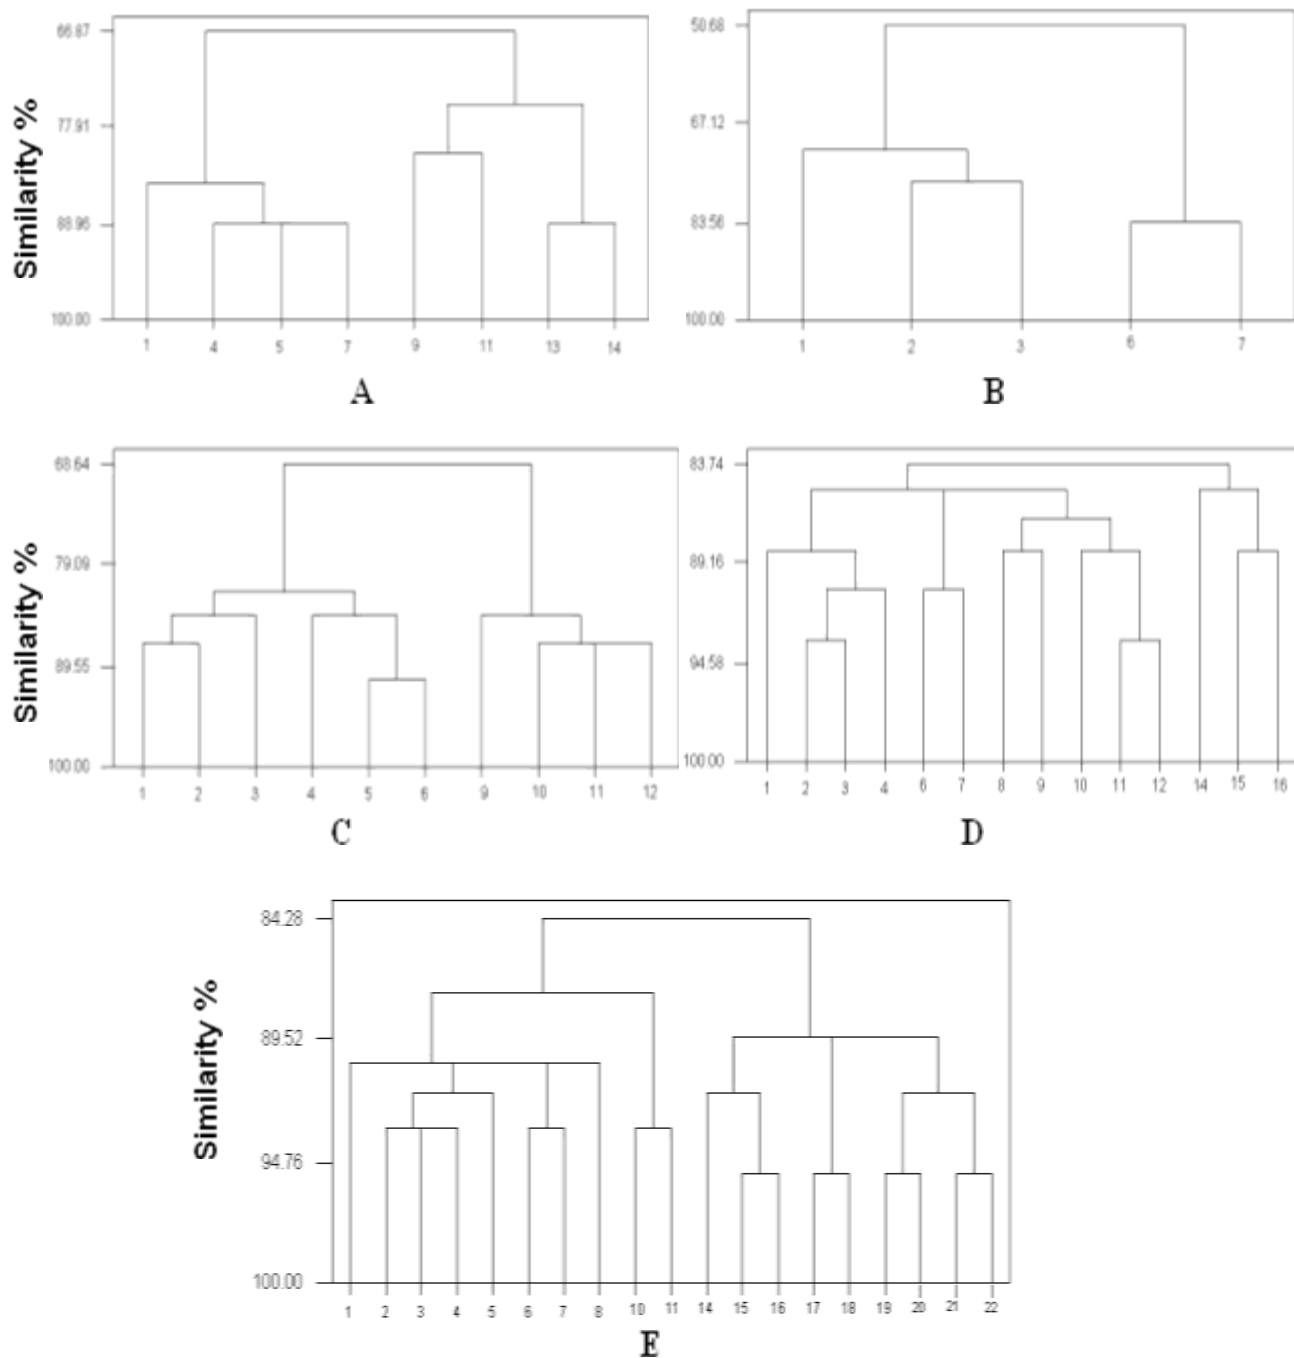 Similarity %
66.87
77.91
88.95
100.00
1 4 5 7 9 11 13 14
A
50.68
67.12
83.56
100.00
1 2 3 6 7
B
Similarity %
68.64
79.09
89.55
100.00
1 2 3 4 5 6 9 10 11 12
C
83.74
89.16
94.58
100.00
1 2 3 4 6 7 8 9 10 11 12 14 15 16
D
Similarity %
84.28
89.52
94.76
100.00
1 2 3 4 5 6 7 8 10 11 14 15 16 17 18 19 20 21 22
E